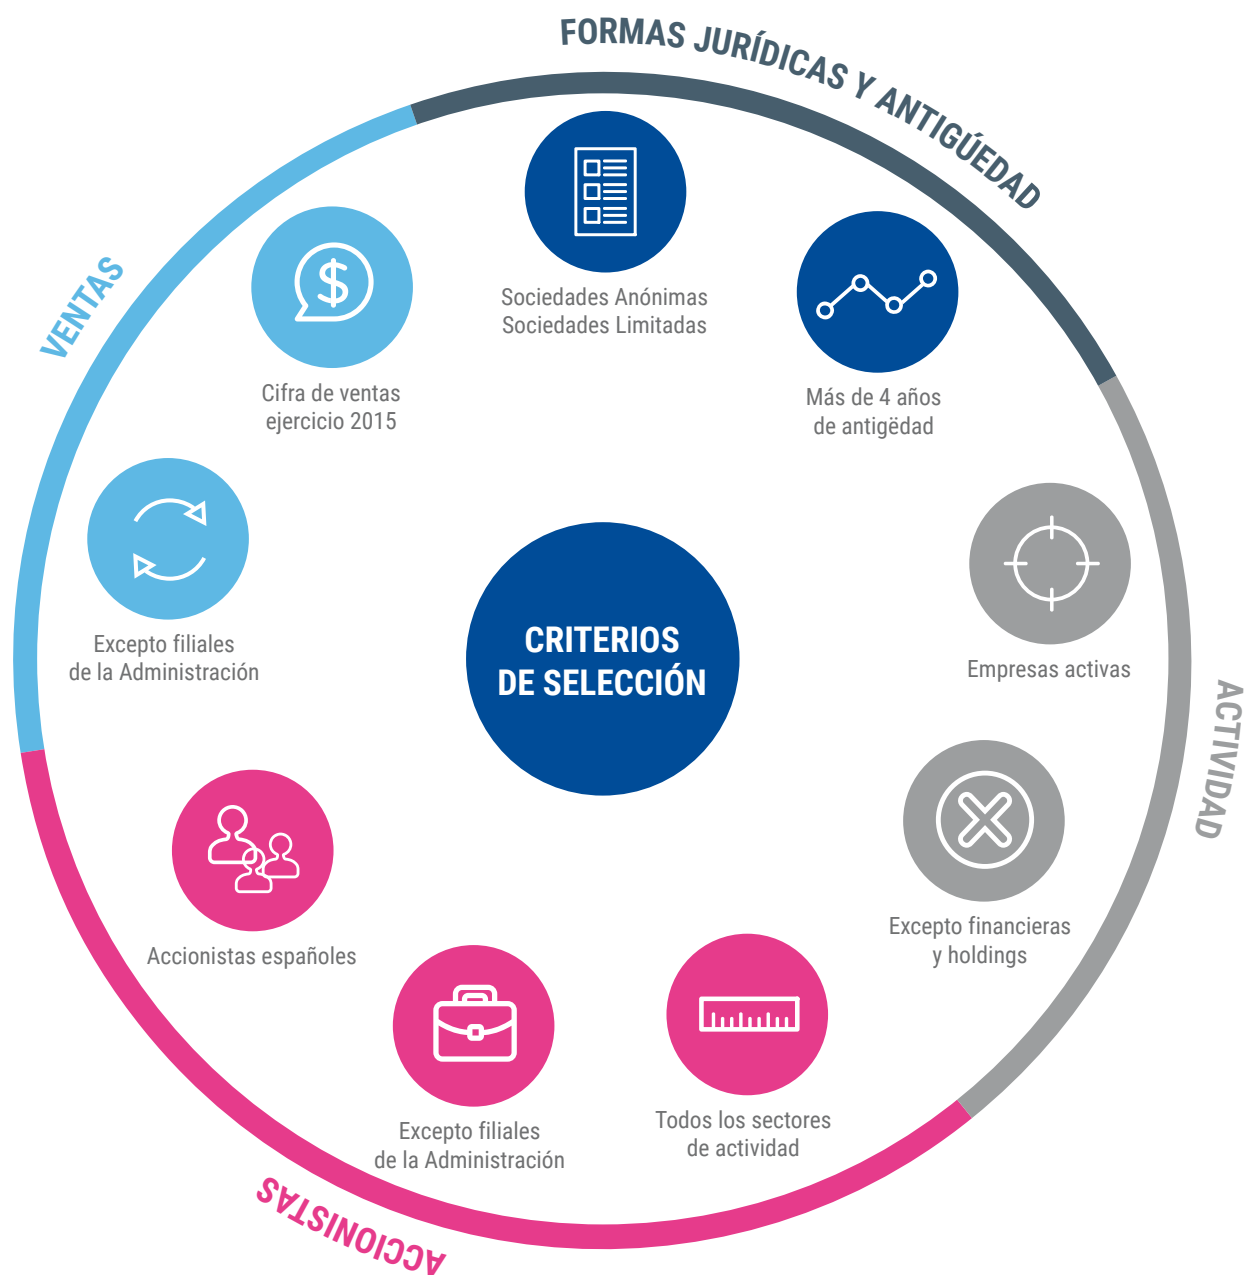 FORMAS JURÍDICAS Y ANTIGÚEDAD
Sociedades Anónimas
Sociedades Limitadas
Más de 4 años
de antigëdad
VENTAS
Cifra de ventas
ejercicio 2015
Excepto filiales
de la Administración
CRITERIOS
DE SELECCIÓN
ACTIVIDAD
Empresas activas
Excepto financieras
y holdings
Todos los sectores
de actividad
Excepto filiales
de la Administración
Accionistas españoles
ACCIONISTAS